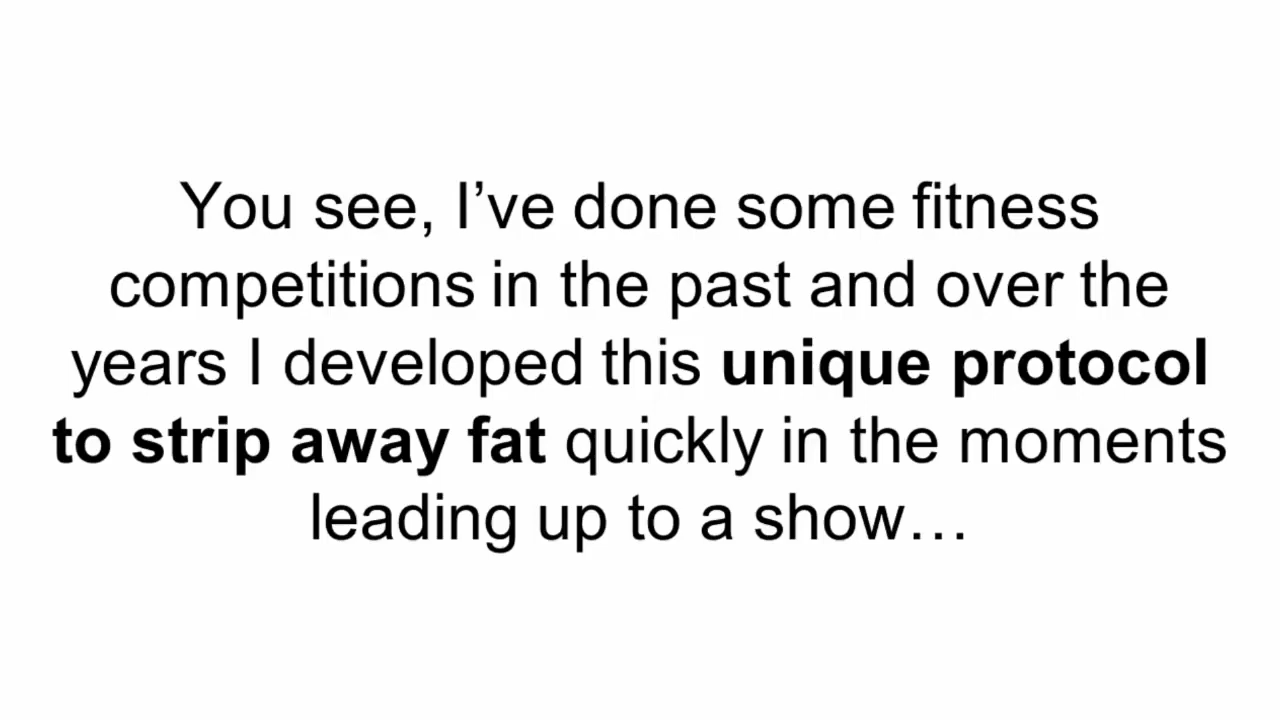 You see, I’ve done some fitness
competitions in the past and over the
years I developed this unique protocol
to strip away fat quickly in the moments
leading up to a show…